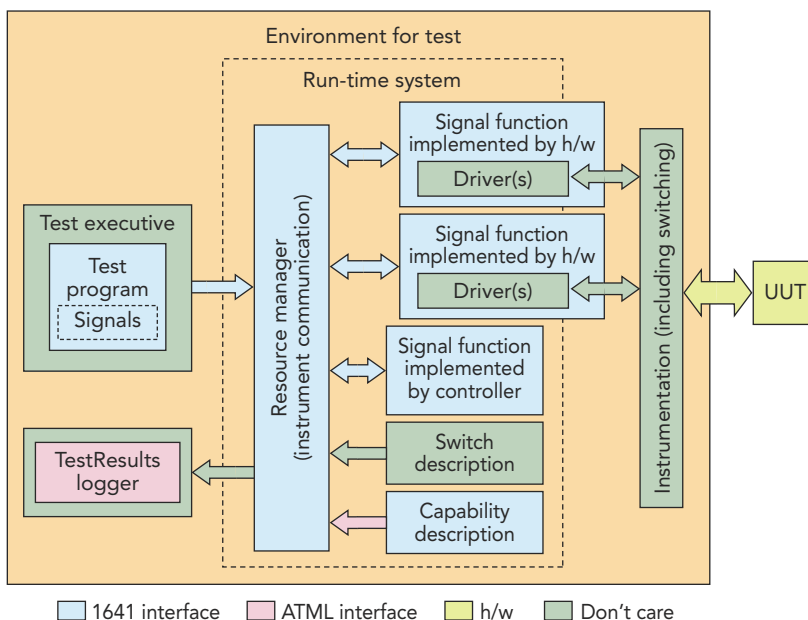 Environment for test
Run-time system
Signal function
implemented by h/w
Driver(s)
Test executive
Test
program
Signals
Resource manager
(instrument communication)
Signal function
implemented by h/w
Driver(s)
Instrumentation (including switching)
UUT
Signal function
implemented
by controller
TestResults
logger
Switch
description
Capability
description
1641 interface
ATML interface
h/w
Don't care